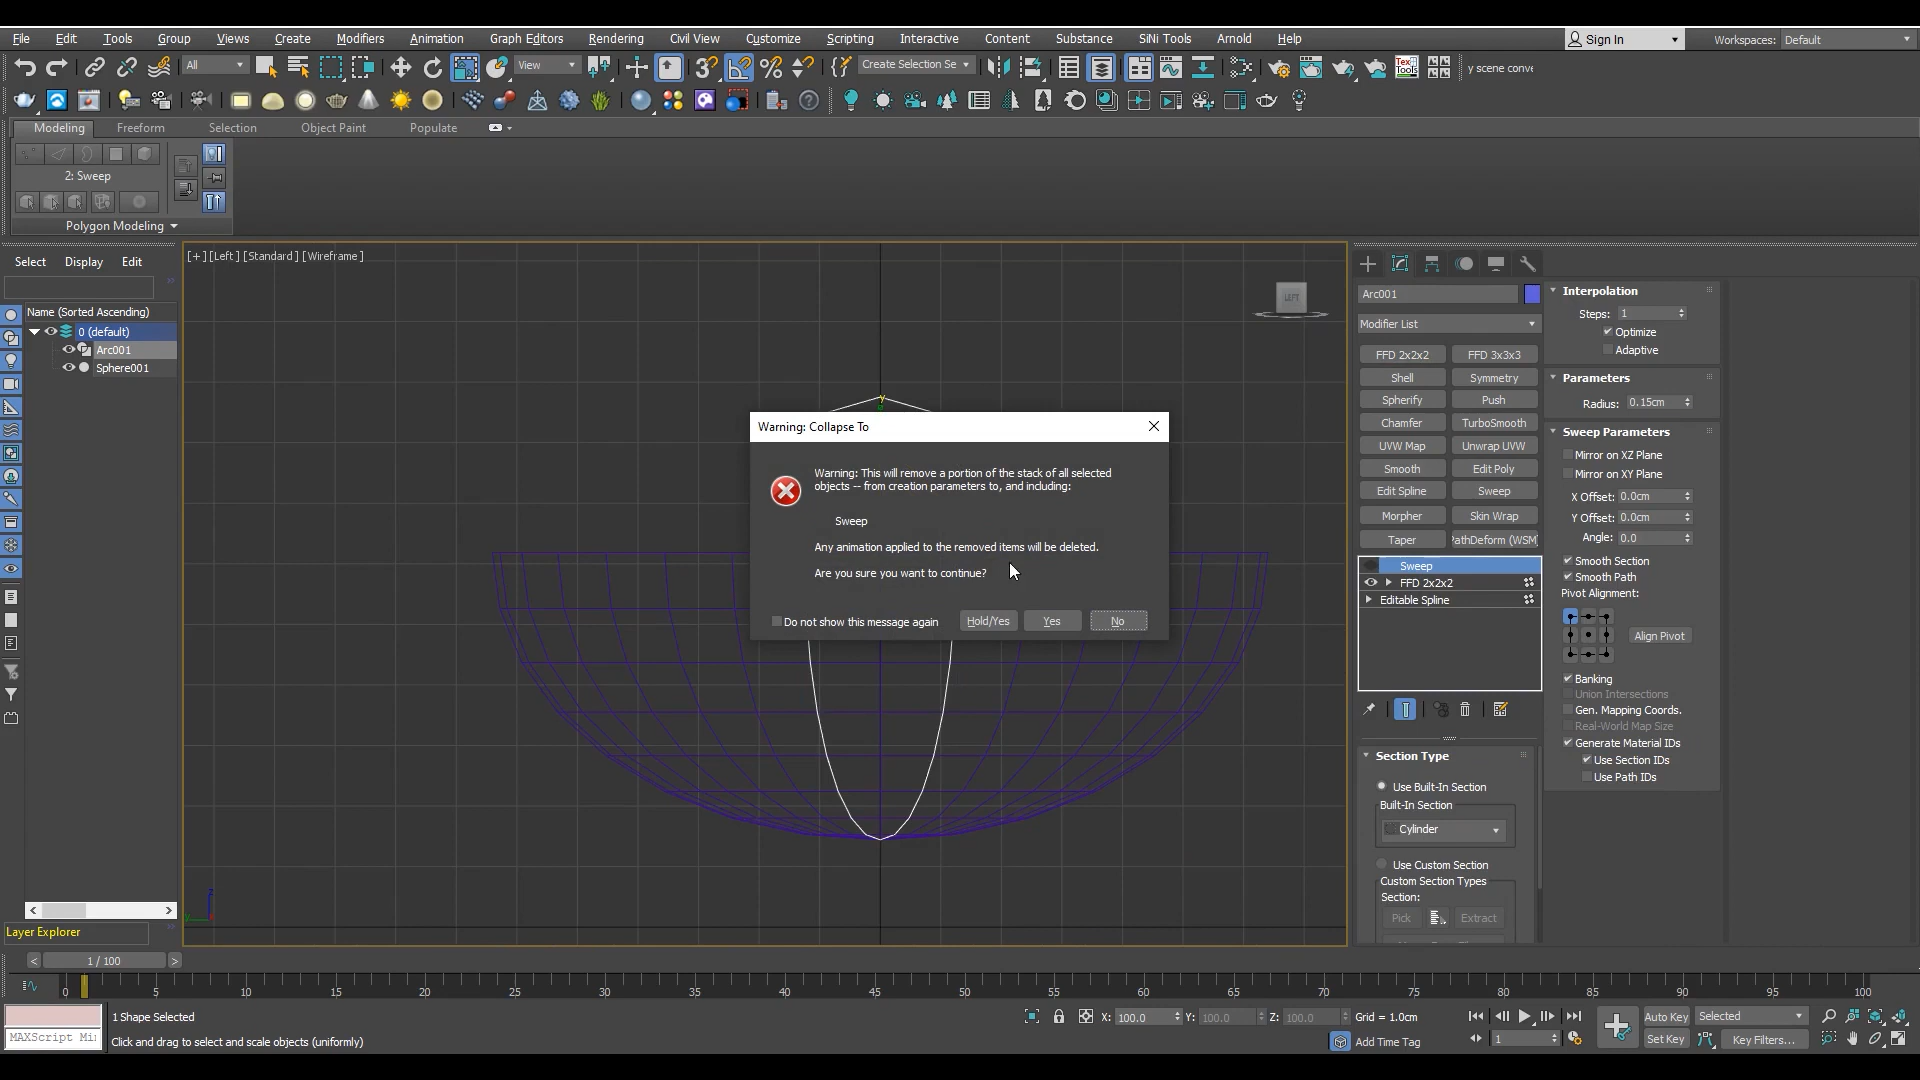 File Edit Tools Group Views Create Modifiers Animation Graph Editors Rendering Civil View Customize Scripting Interactive Content Substance SiNi Tools Arnold Help Sign In Workspaces: Default
All View Create Selection Se y scene conve
Modeling Freeform Selection Object Paint Populate
2: Sweep
Polygon Modeling
Select Display Edit
Name (Sorted Ascending)
0 (default)
Arc001
Sphere001
Layer Explorer
[+] [Left] [Standard] [Wireframe]
LEFT
y
Warning: Collapse To
Warning: This will remove a portion of the stack of all selected
objects -- from creation parameters to, and including:
Sweep
Any animation applied to the removed items will be deleted.
Are you sure you want to continue?
Do not show this message again Hold/Yes Yes No
z
y
Arc001
Modifier List
FFD 2x2x2 FFD 3x3x3
Shell Symmetry
Spherify Push
Chamfer TurboSmooth
UVW Map Unwrap UVW
Smooth Edit Poly
Edit Spline Sweep
Morpher Skin Wrap
Taper PathDeform (WSM)
Sweep
FFD 2x2x2
Editable Spline
Section Type
Use Built-In Section
Built-In Section
Cylinder
Use Custom Section
Custom Section Types
Section:
Pick Extract
Interpolation
Steps: 1
Optimize
Adaptive
Parameters
Radius: 0.15cm
Sweep Parameters
Mirror on XZ Plane
Mirror on XY Plane
X Offset: 0.0cm
Y Offset: 0.0cm
Angle: 0.0
Smooth Section
Smooth Path
Pivot Alignment:
Align Pivot
Banking
Union Intersections
Gen. Mapping Coords.
Real-World Map Size
Generate Material IDs
Use Section IDs
Use Path IDs
< 1 / 100 >
0 5 10 15 20 25 30 35 40 45 50 55 60 65 70 75 80 85 90 95 100
1 Shape Selected X: 100.0 Y: 100.0 Z: 100.0 Grid = 1.0cm Auto Key Selected
MAXScript Mi Click and drag to select and scale objects (uniformly) Add Time Tag 1 Set Key Key Filters...